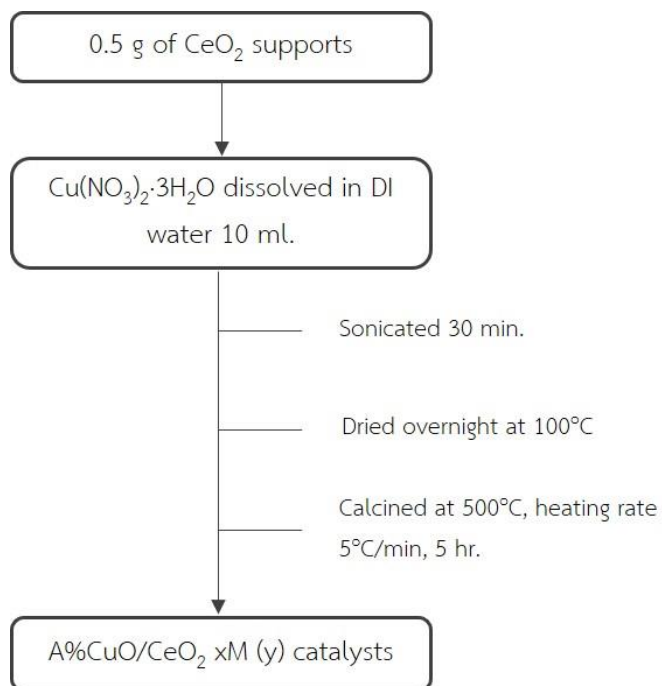 0.5 g of CeO₂ supports
Cu(NO₃)₂·3H₂O dissolved in DI
water 10 ml.
Sonicated 30 min.
Dried overnight at 100°C
Calcined at 500°C, heating rate
5°C/min, 5 hr.
A%CuO/CeO₂ xM (y) catalysts